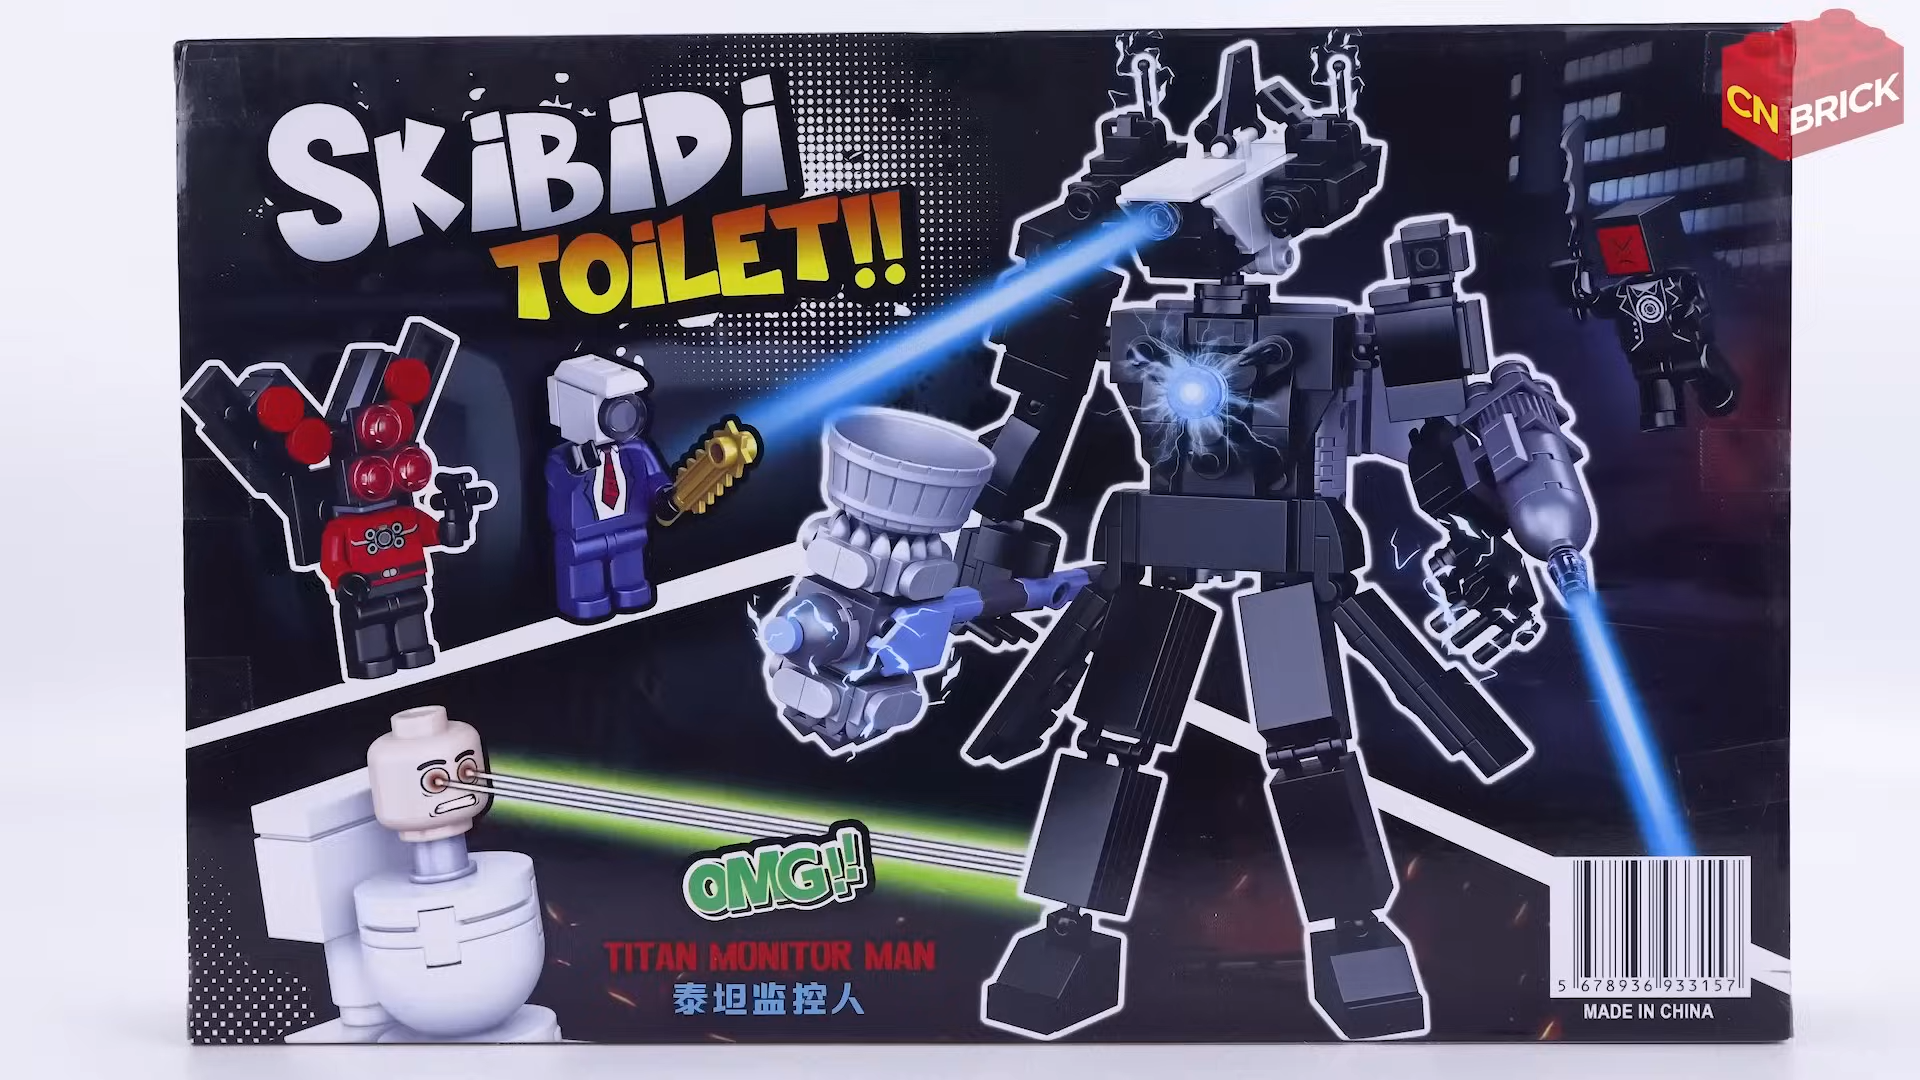 SKIBIDI
TOILET!!
CN BRICK
OMG!!
TITAN MONITOR MAN
泰坦监控人
5 678936 933157
MADE IN CHINA